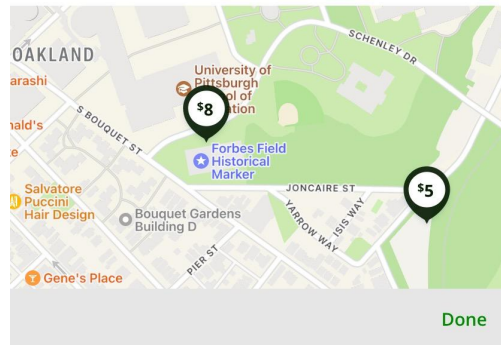 OAKLAND
SCHENLEY DR
University of
Pittsburgh
$8
Forbes Field
Historical
Marker
S BOUQUET ST
arashi
nald's
e
Salvatore
Puccini
Hair Design
Bouquet Gardens
Building D
JONCAIRE ST
$5
YARROW WAY
ISIS WAY
PIER ST
Gene's Place
Done